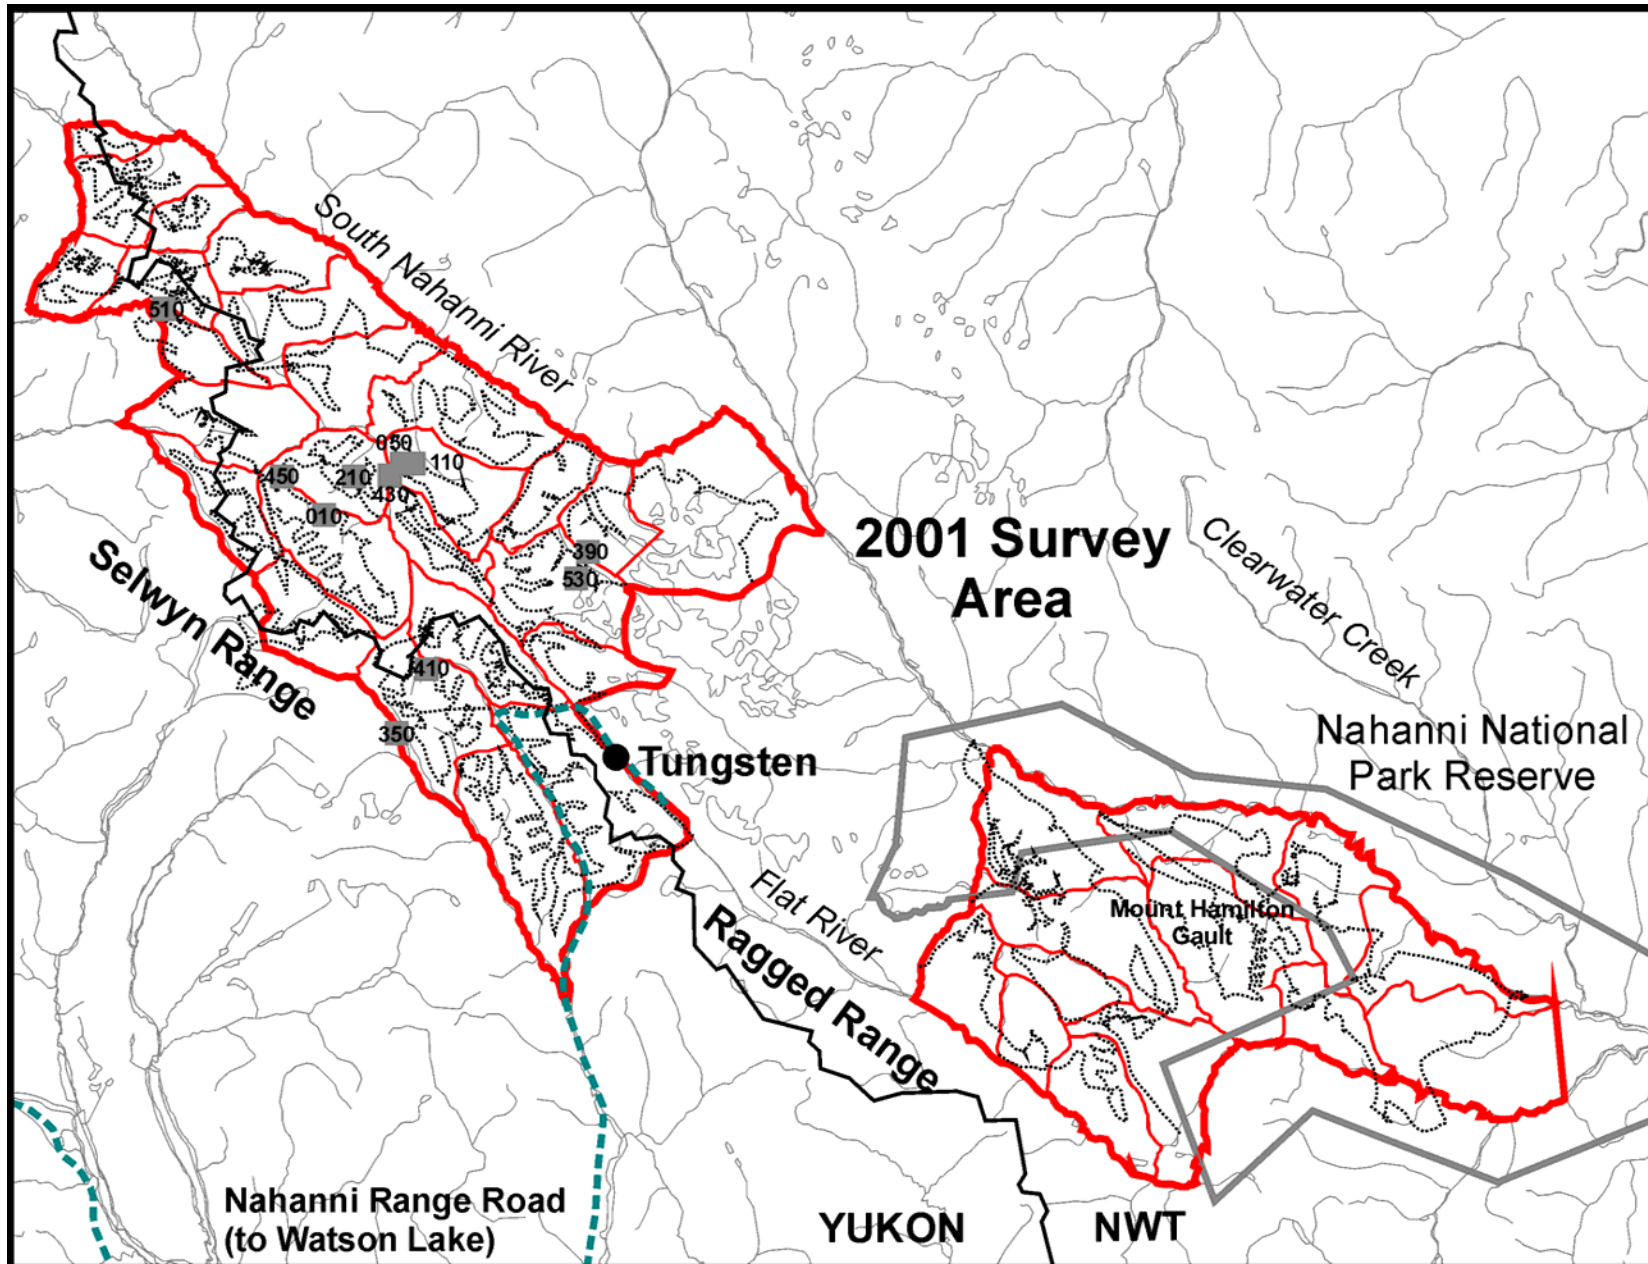 South Nahanni River
510
050
110
450
210
430
010
2001 Survey
Area
390
530
Clearwater Creek
Selwyn Range
410
350
Tungsten
Nahanni National
Park Reserve
Flat River
Mount Hamilton
Gault
Ragged Range
Nahanni Range Road
(to Watson Lake)
YUKON
NWT